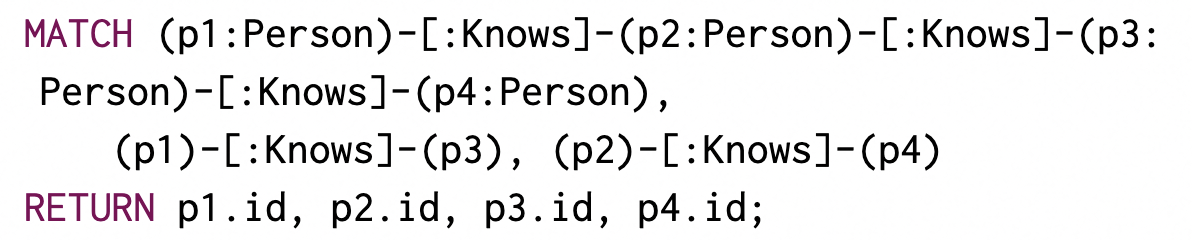 MATCH (p1:Person)-[:Knows]-(p2:Person)-[:Knows]-(p3:
Person)-[:Knows]-(p4:Person),
(p1)-[:Knows]-(p3), (p2)-[:Knows]-(p4)
RETURN p1.id, p2.id, p3.id, p4.id;